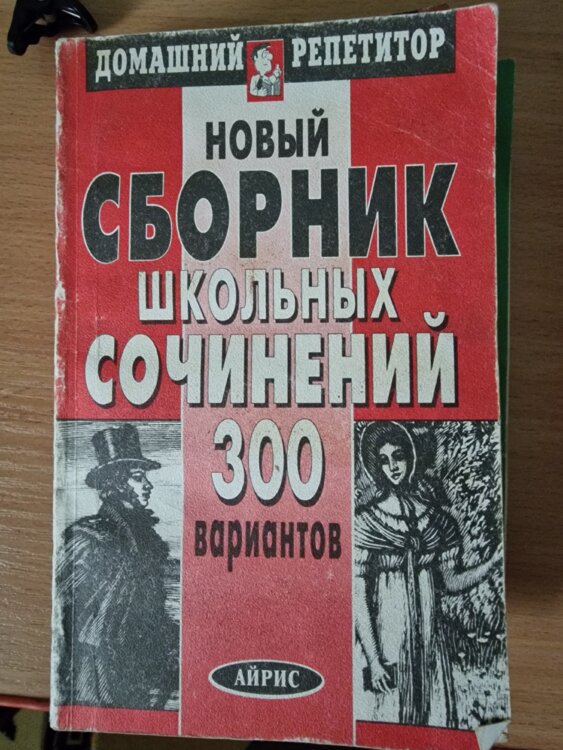 ДОМАШНИЙ РЕПЕТИТОР
НОВЫЙ
СБОРНИК
ШКОЛЬНЫХ
СОЧИНЕНИЙ
300
вариантов
АЙРИС